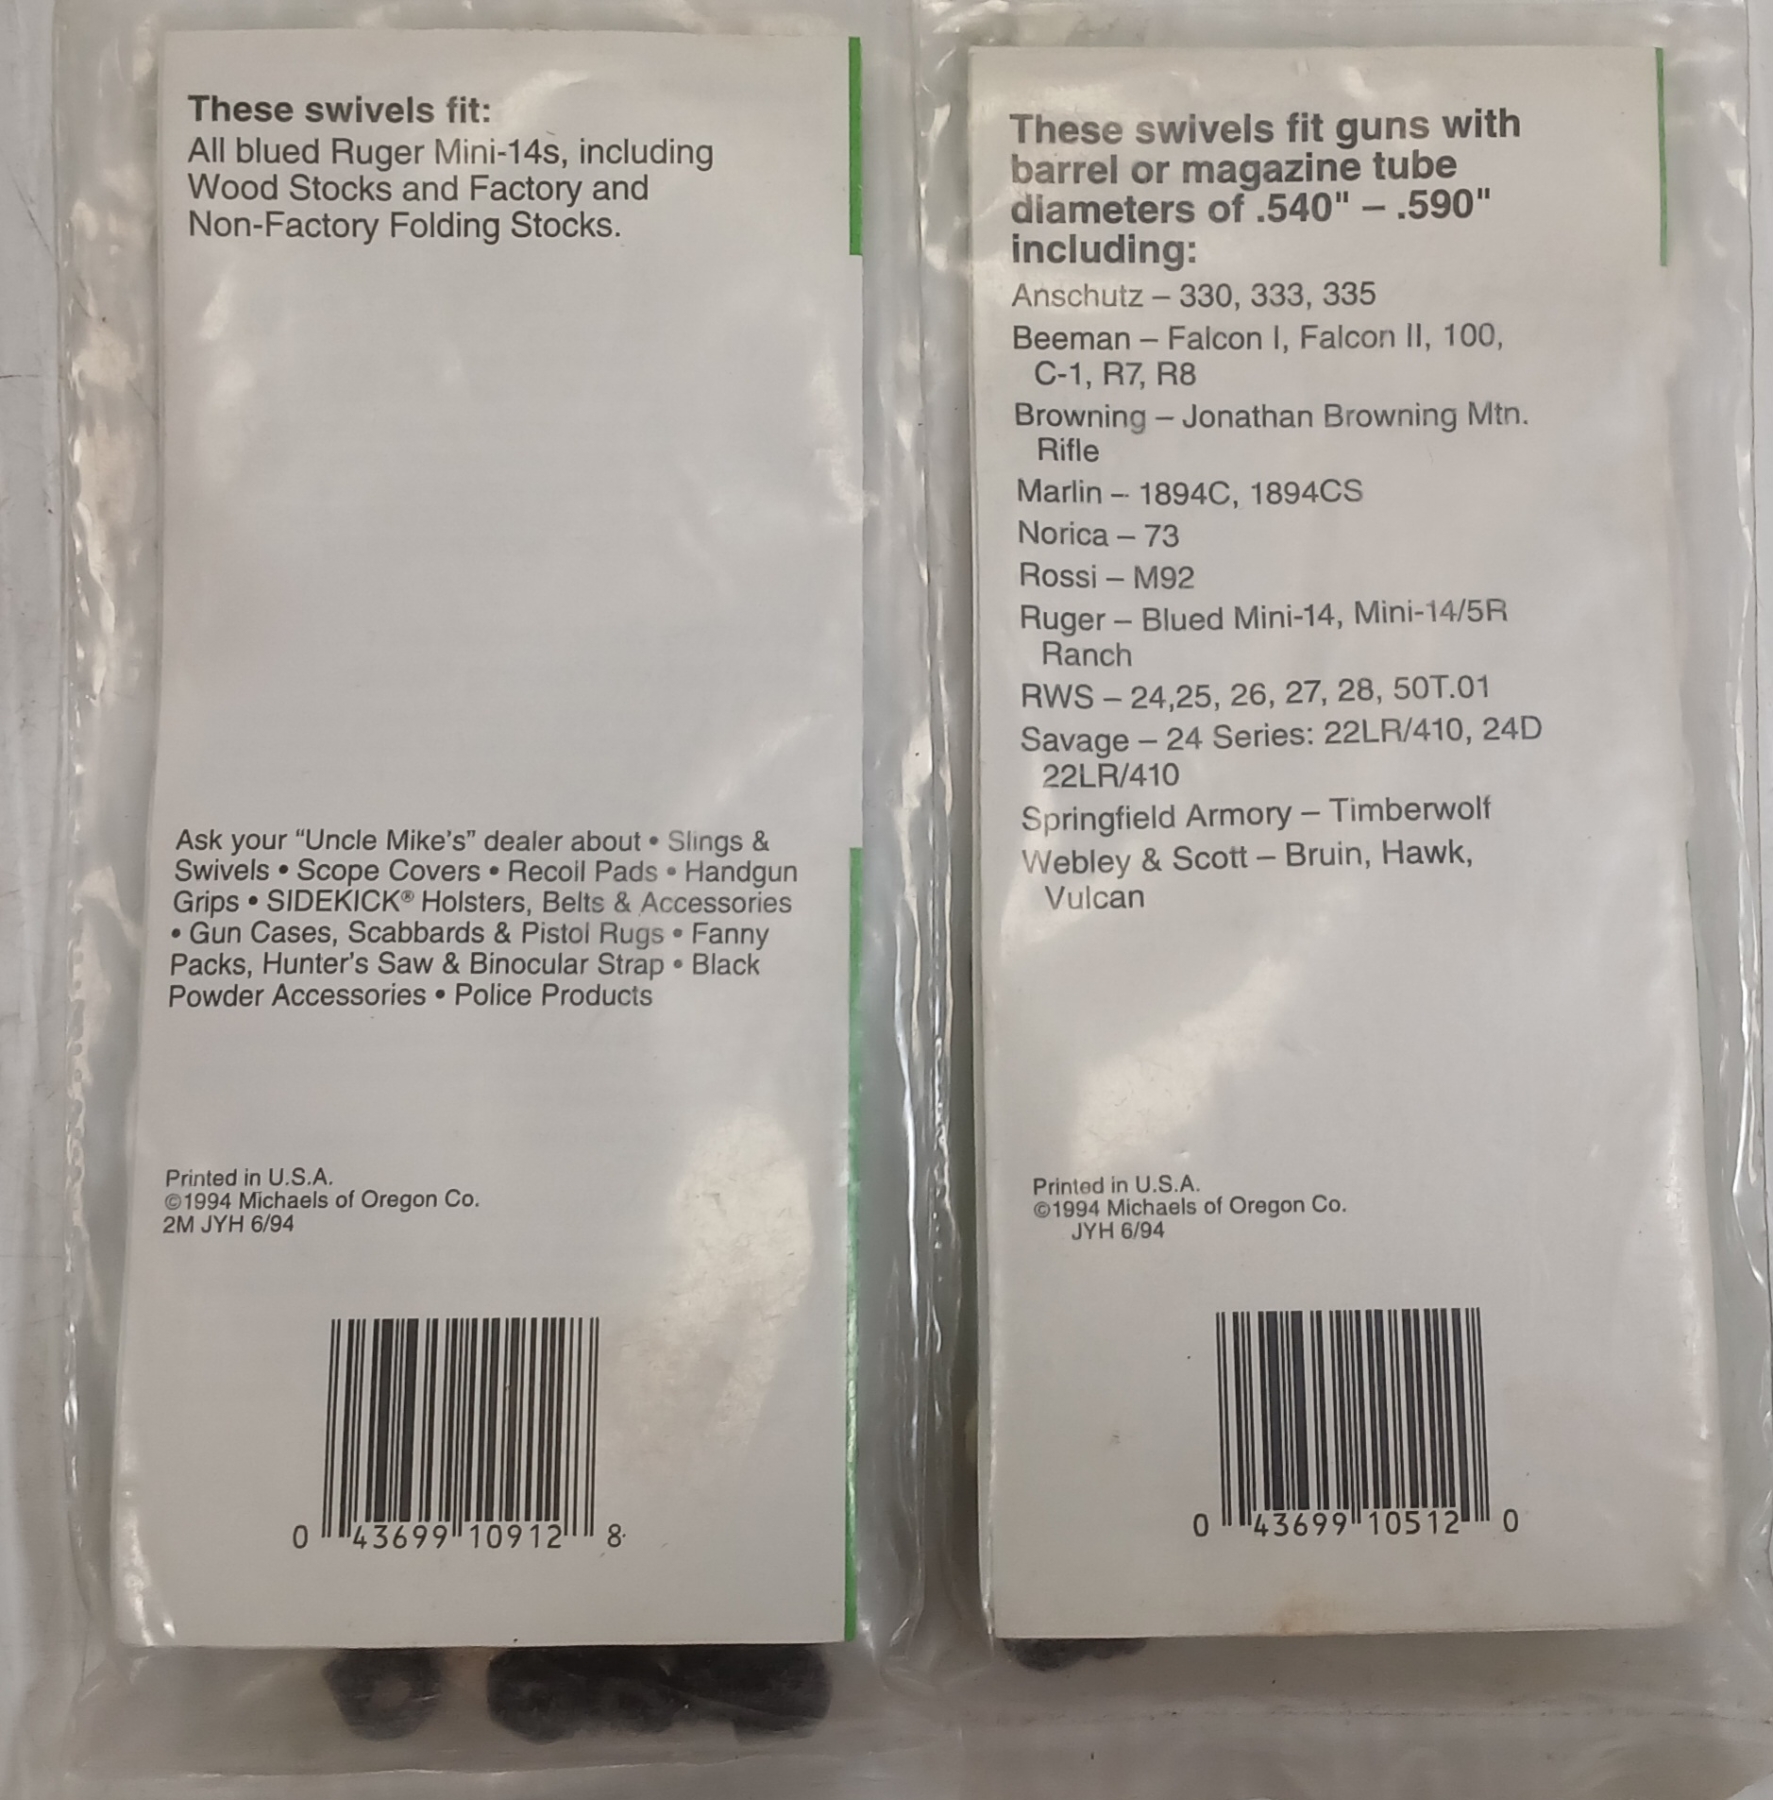 These swivels fit:
All blued Ruger Mini-14s, including
Wood Stocks and Factory and
Non-Factory Folding Stocks.
Ask your “Uncle Mike’s” dealer about • Slings &
Swivels • Scope Covers • Recoil Pads • Handgun
Grips • SIDEKICK® Holsters, Belts & Accessories
• Gun Cases, Scabbards & Pistol Rugs • Fanny
Packs, Hunter’s Saw & Binocular Strap • Black
Powder Accessories • Police Products
Printed in U.S.A.
©1994 Michaels of Oregon Co.
2M JYH 6/94
0 43699 10912 8
These swivels fit guns with
barrel or magazine tube
diameters of .540" – .590"
including:
Anschutz – 330, 333, 335
Beeman – Falcon I, Falcon II, 100,
C-1, R7, R8
Browning – Jonathan Browning Mtn.
Rifle
Marlin – 1894C, 1894CS
Norica – 73
Rossi – M92
Ruger – Blued Mini-14, Mini-14/5R
Ranch
RWS – 24,25, 26, 27, 28, 50T.01
Savage – 24 Series: 22LR/410, 24D
22LR/410
Springfield Armory – Timberwolf
Webley & Scott – Bruin, Hawk,
Vulcan
Printed in U.S.A.
©1994 Michaels of Oregon Co.
JYH 6/94
0 43699 10512 0